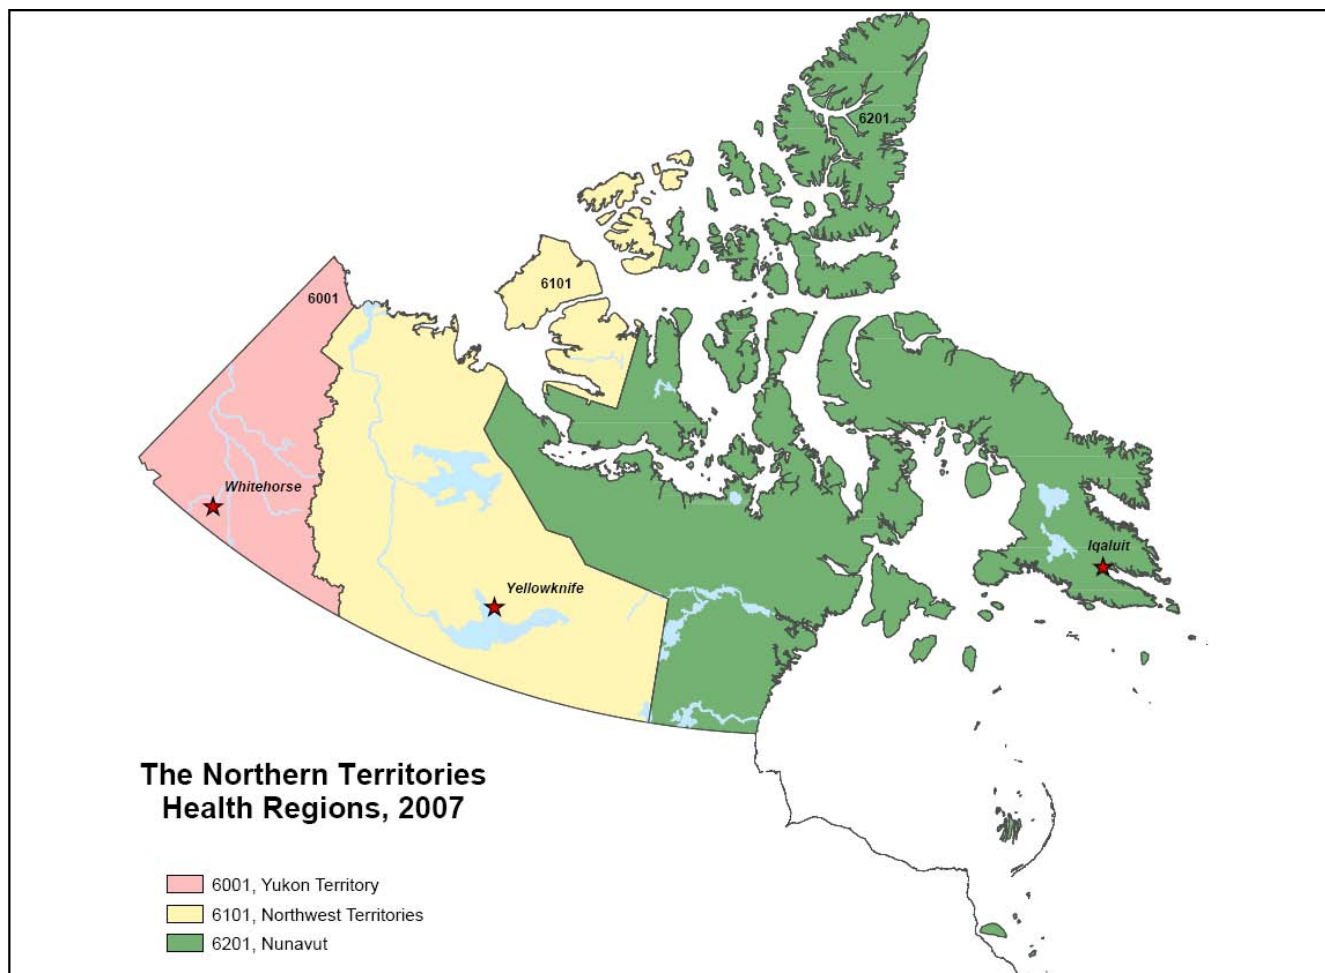 6201
6101
6001
Whitehorse
Iqaluit
Yellowknife
The Northern Territories
Health Regions, 2007
6001, Yukon Territory
6101, Northwest Territories
6201, Nunavut